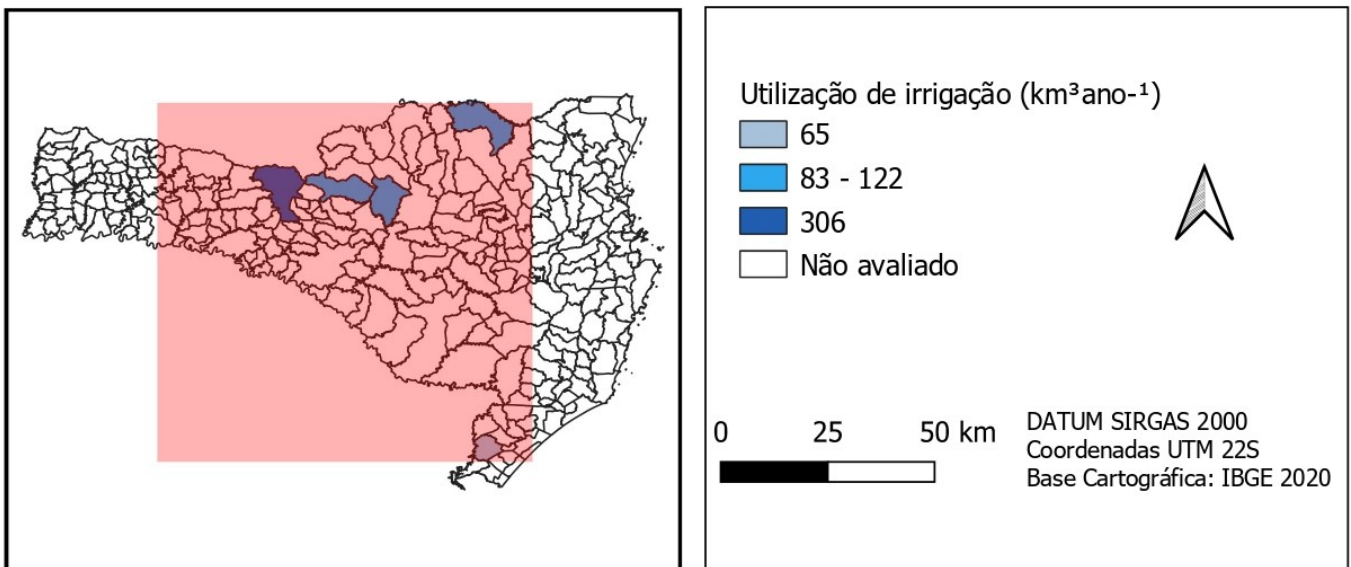 Utilização de irrigação (km³ano-¹)
65
83 - 122
306
Não avaliado
0 25 50 km
DATUM SIRGAS 2000
Coordenadas UTM 22S
Base Cartográfica: IBGE 2020